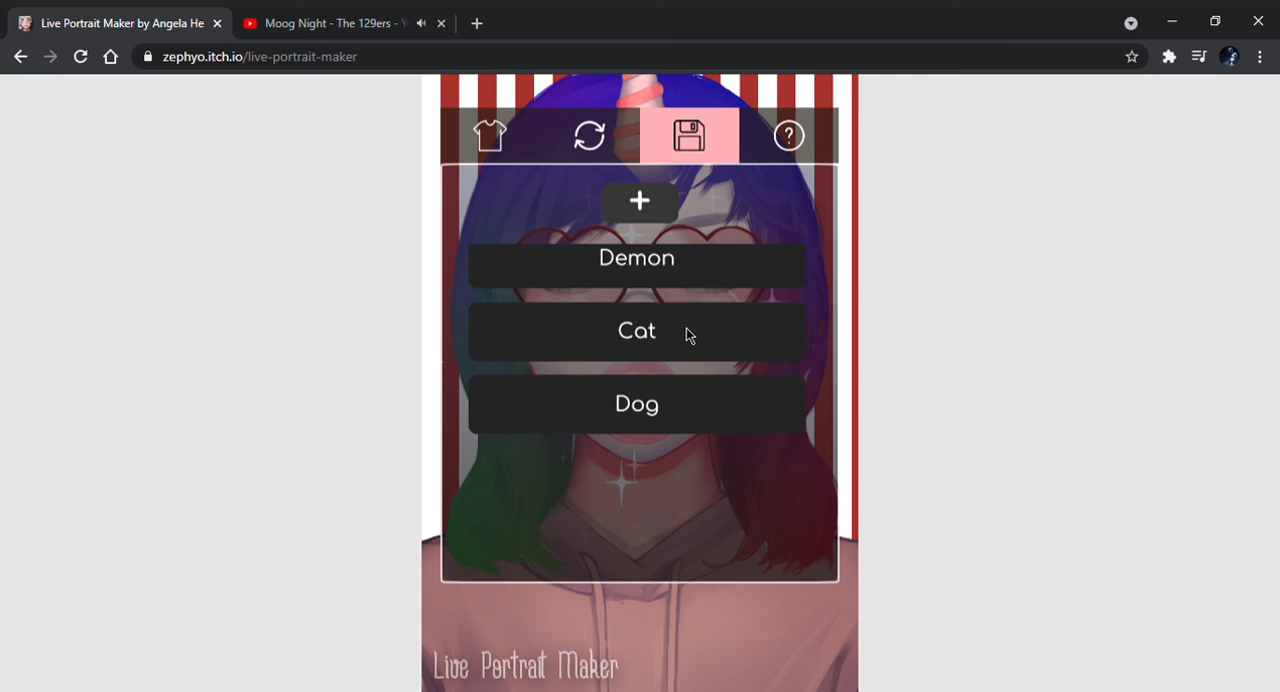 Live Portrait Maker by Angela He
Moog Night - The 129ers - Y
zephyo.itch.io/live-portrait-maker
?
+
Demon
Cat
Dog
Live Portrait Maker